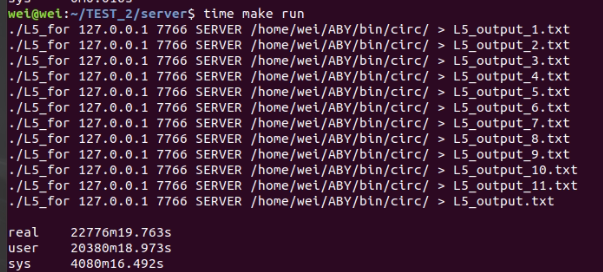 wei@wei:~/TEST_2/server$ time make run
./L5_for 127.0.0.1 7766 SERVER /home/wei/ABY/bin/circ/ > L5_output_1.txt
./L5_for 127.0.0.1 7766 SERVER /home/wei/ABY/bin/circ/ > L5_output_2.txt
./L5_for 127.0.0.1 7766 SERVER /home/wei/ABY/bin/circ/ > L5_output_3.txt
./L5_for 127.0.0.1 7766 SERVER /home/wei/ABY/bin/circ/ > L5_output_4.txt
./L5_for 127.0.0.1 7766 SERVER /home/wei/ABY/bin/circ/ > L5_output_5.txt
./L5_for 127.0.0.1 7766 SERVER /home/wei/ABY/bin/circ/ > L5_output_6.txt
./L5_for 127.0.0.1 7766 SERVER /home/wei/ABY/bin/circ/ > L5_output_7.txt
./L5_for 127.0.0.1 7766 SERVER /home/wei/ABY/bin/circ/ > L5_output_8.txt
./L5_for 127.0.0.1 7766 SERVER /home/wei/ABY/bin/circ/ > L5_output_9.txt
./L5_for 127.0.0.1 7766 SERVER /home/wei/ABY/bin/circ/ > L5_output_10.txt
./L5_for 127.0.0.1 7766 SERVER /home/wei/ABY/bin/circ/ > L5_output_11.txt
./L5_for 127.0.0.1 7766 SERVER /home/wei/ABY/bin/circ/ > L5_output.txt
real 22776m19.763s
user 20380m18.973s
sys 4080m16.492s